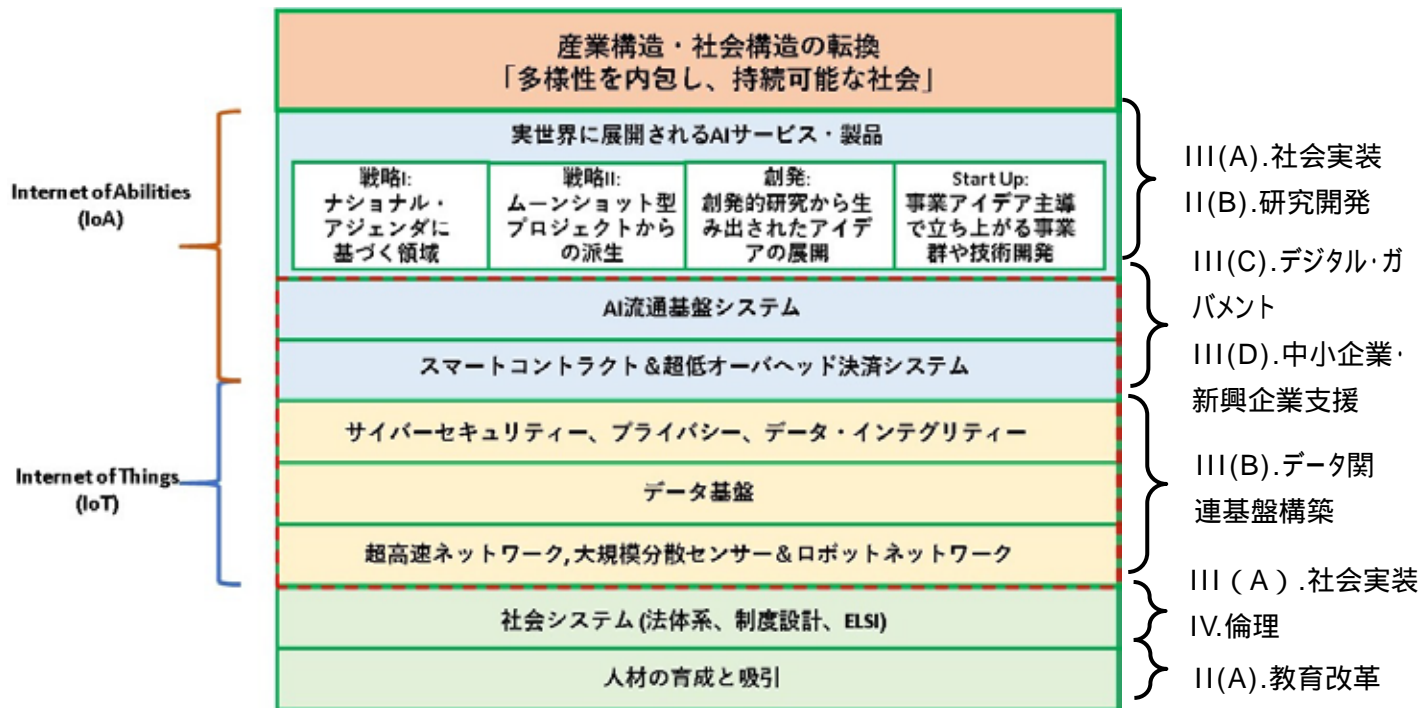 産業構造・社会構造の転換
「多様性を内包し、持続可能な社会」
実世界に展開されるAIサービス・製品
戦略I:
ナショナル・
アジェンダに
基づく領域
戦略II:
ムーンショット型
プロジェクトから
の派生
創発:
創発的研究から生
み出されたアイデ
アの展開
Start Up:
事業アイデア主導
で立ち上がる事業
群や技術開発
AI流通基盤システム
スマートコントラクト&超低オーバヘッド決済システム
サイバーセキュリティー、プライバシー、データ・インテグリティー
データ基盤
超高速ネットワーク,大規模分散センサー&ロボットネットワーク
社会システム(法体系、制度設計、ELSI)
人材の育成と吸引
Internet of Abilities
(IoA)
Internet of Things
(IoT)
III(A).社会実装
II(B).研究開発
III(C).デジタル・ガ
バメント
III(D).中小企業・
新興企業支援
III(B).データ関
連基盤構築
III(A).社会実装
IV.倫理
II(A).教育改革